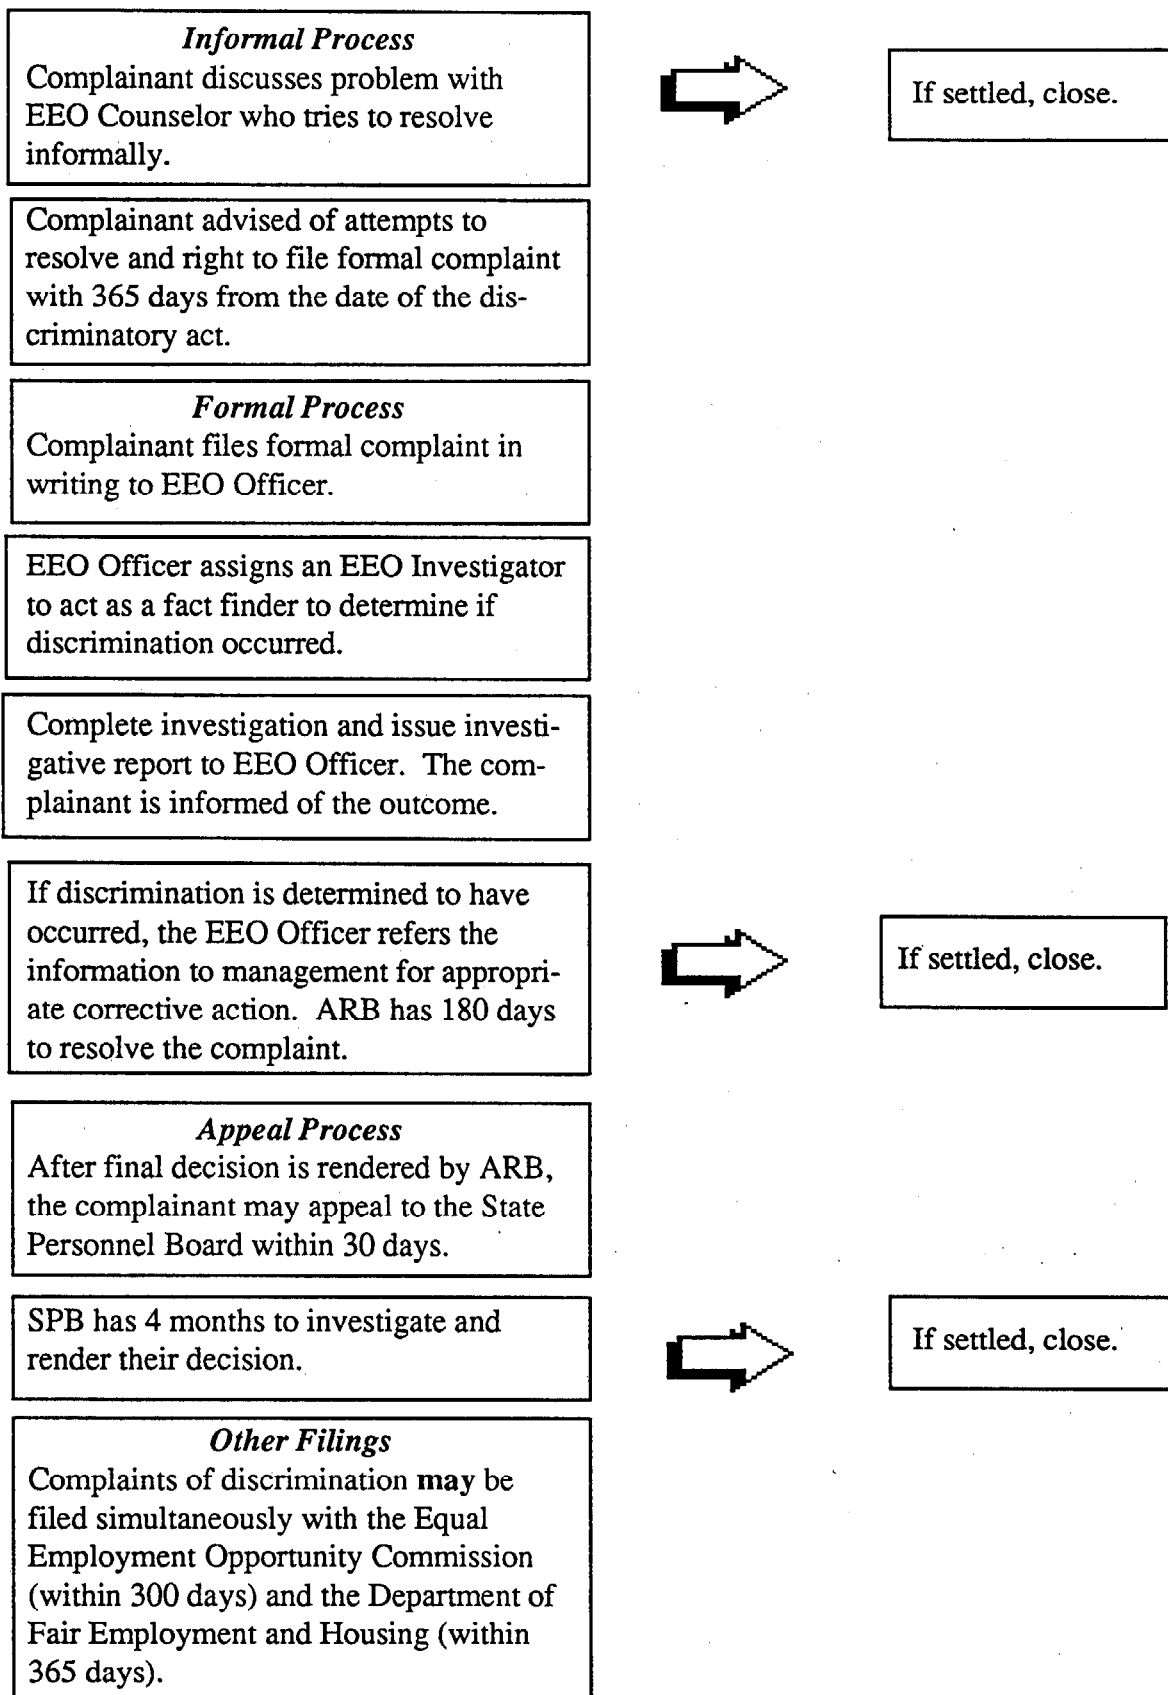 Informal Process
Complainant discusses problem with
EEO Counselor who tries to resolve
informally.
If settled, close.
Complainant advised of attempts to
resolve and right to file formal complaint
with 365 days from the date of the dis-
criminatory act.
Formal Process
Complainant files formal complaint in
writing to EEO Officer.
EEO Officer assigns an EEO Investigator
to act as a fact finder to determine if
discrimination occurred.
Complete investigation and issue investi-
gative report to EEO Officer. The com-
plainant is informed of the outcome.
If discrimination is determined to have
occurred, the EEO Officer refers the
information to management for appropri-
ate corrective action. ARB has 180 days
to resolve the complaint.
If settled, close.
Appeal Process
After final decision is rendered by ARB,
the complainant may appeal to the State
Personnel Board within 30 days.
SPB has 4 months to investigate and
render their decision.
If settled, close.
Other Filings
Complaints of discrimination may be
filed simultaneously with the Equal
Employment Opportunity Commission
(within 300 days) and the Department of
Fair Employment and Housing (within
365 days).